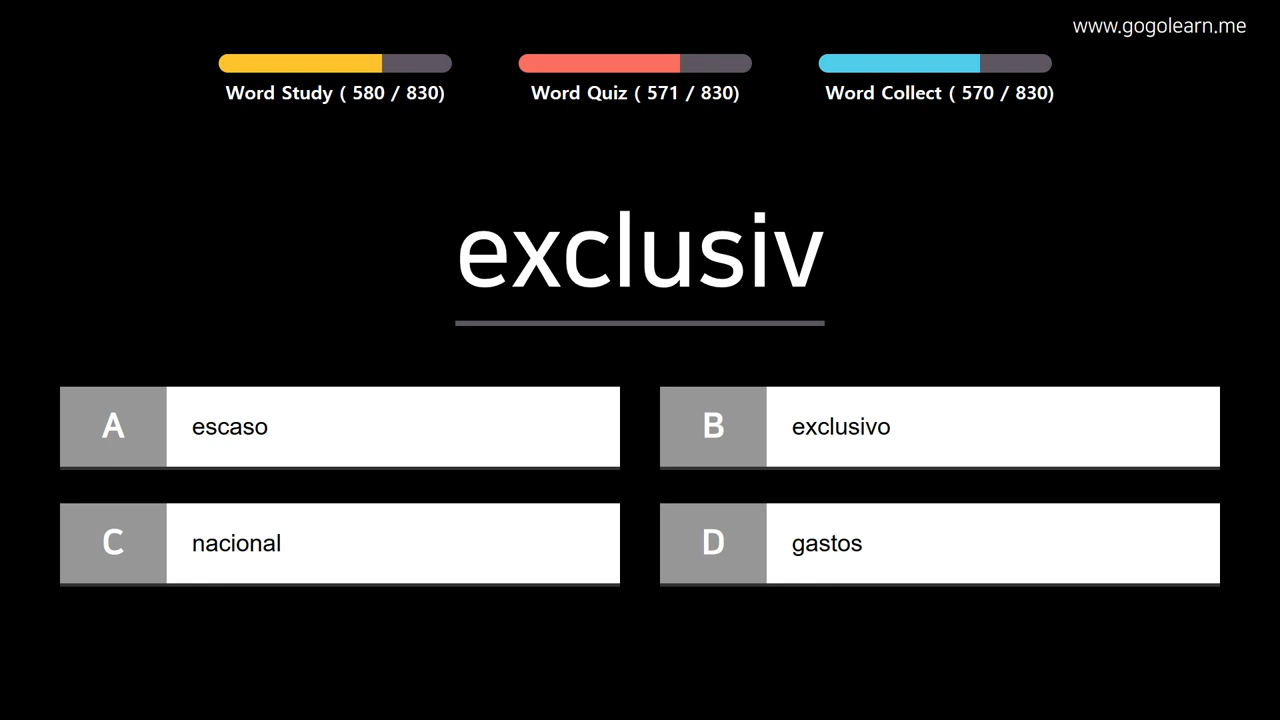 www.gogolearn.me
Word Study ( 580 / 830)
Word Quiz ( 571 / 830)
Word Collect ( 570 / 830)
exclusiv
A escaso
B exclusivo
C nacional
D gastos